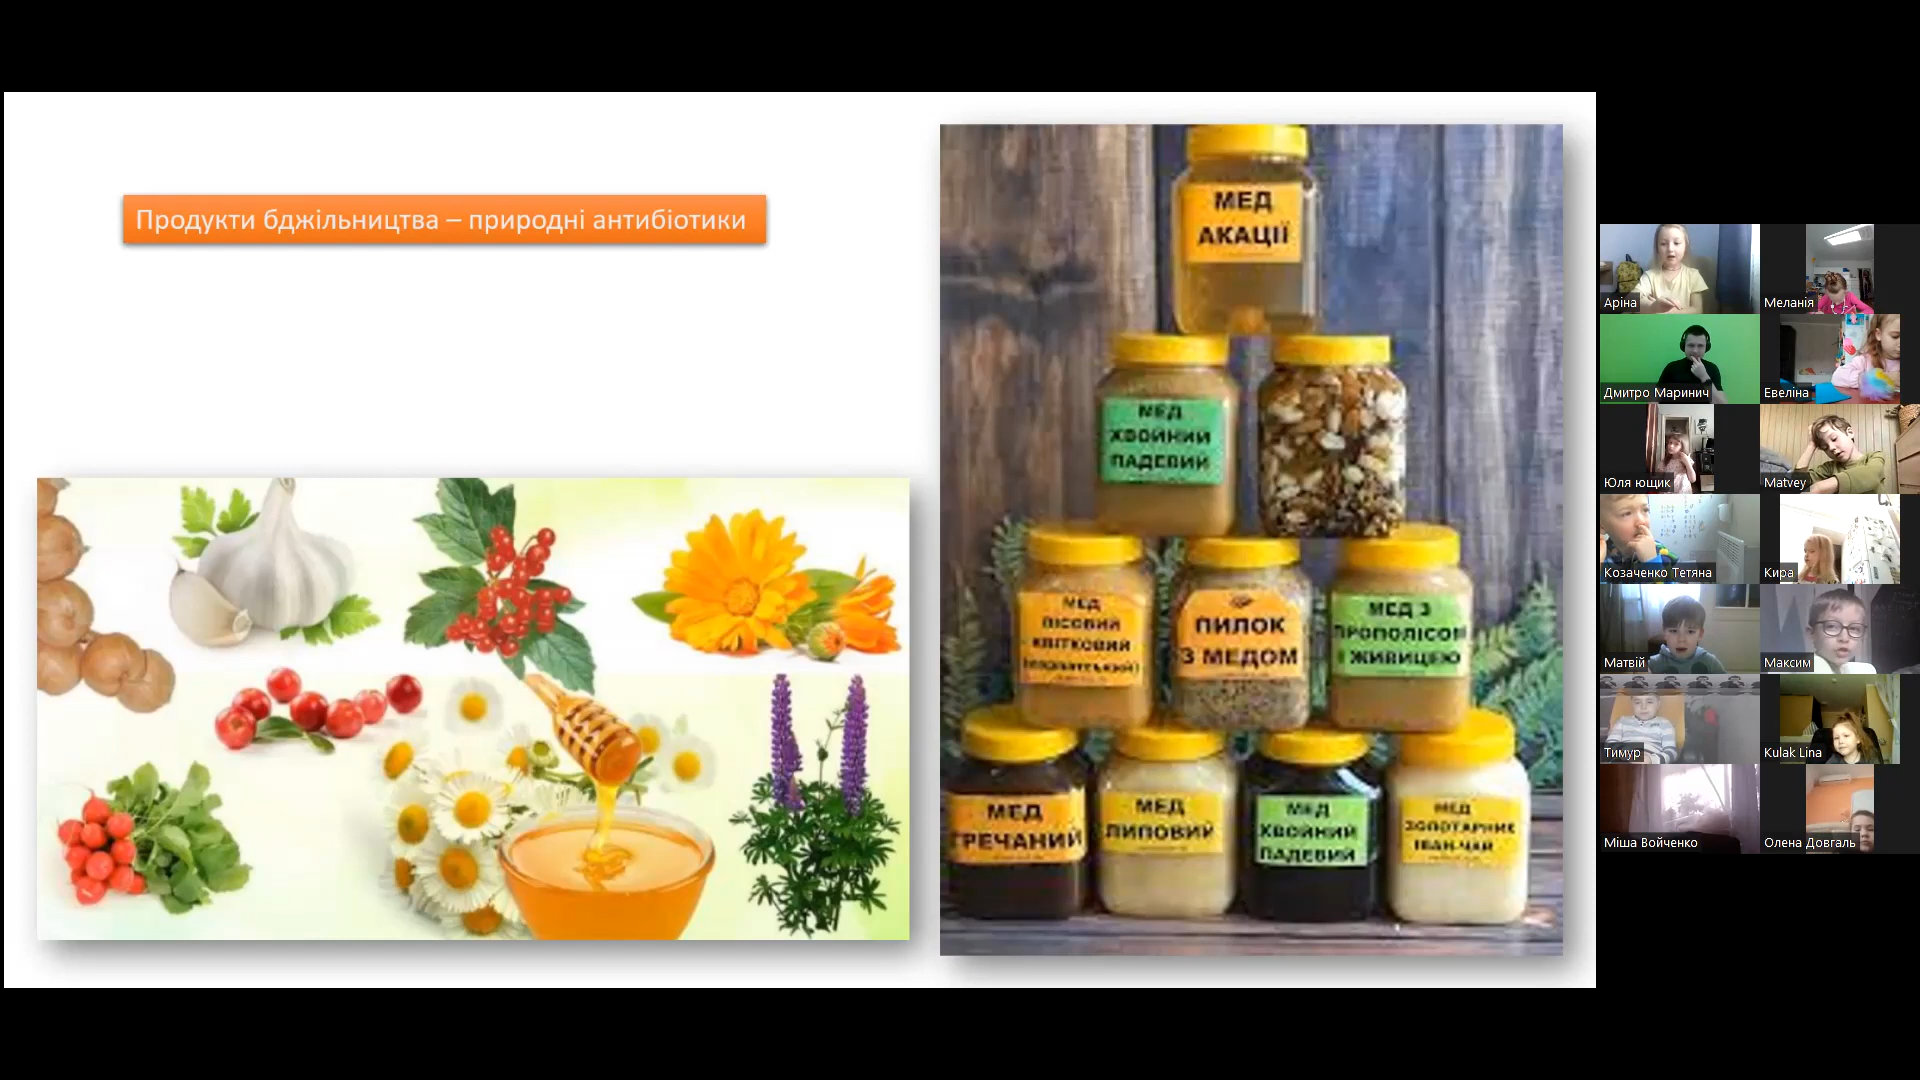 Продукти бджільництва – природні антибіотики
МЕД
АКАЦІЇ
МЕД
ХВОЙНИЙ
ПАДЕВИЙ
МЕД
ЛІСОВИЙ
КВІТКОВИЙ
ПИЛОК
З МЕДОМ
МЕД З
ПРОПОЛІСОМ
І ЖИВИЦЕЮ
МЕД
ГРЕЧАНИЙ
МЕД
ЛИПОВИЙ
МЕД
ХВОЙНИЙ
ПАДЕВИЙ
МЕД
ЗОЛОТАРНИК
ІВАН-ЧАЙ
Аріна
Меланія
Дмитро Маринич
Евеліна
Юля ющик
Matvey
Козаченко Тетяна
Кира
Матвій
Максим
Тимур
Kulak Lina
Міша Войченко
Олена Довгаль